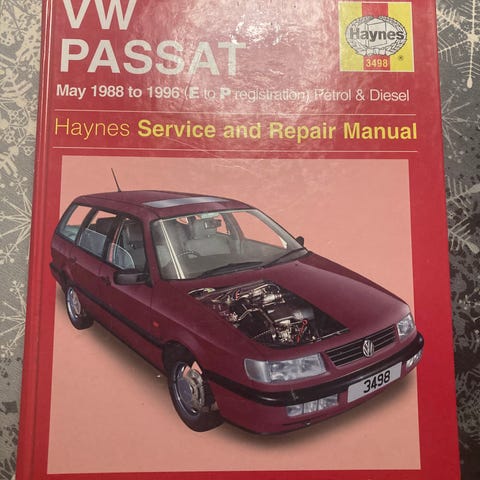 VW
PASSAT
Haynes
3498
®
May 1988 to 1996 (E to P registration) Petrol & Diesel
Haynes Service and Repair Manual
3498